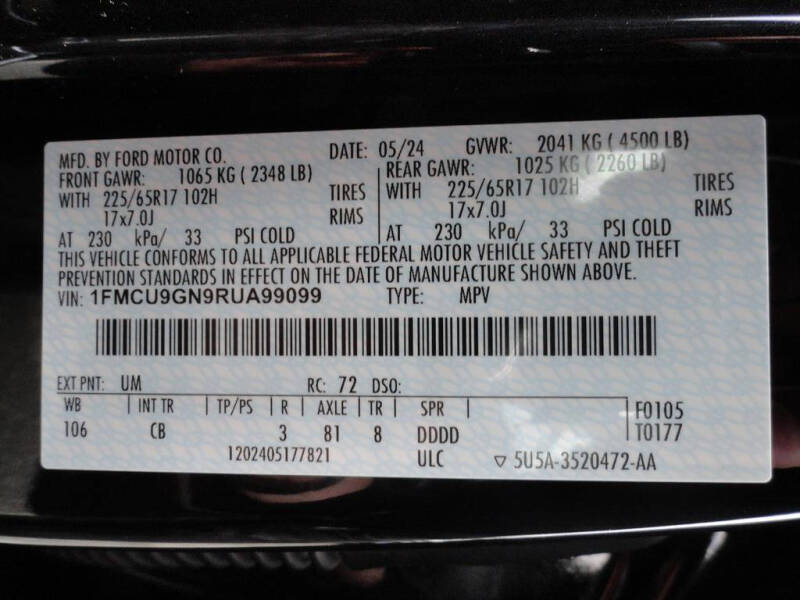 MFD. BY FORD MOTOR CO. DATE: 05/24 GVWR: 2041 KG ( 4500 LB)
FRONT GAWR: 1065 KG ( 2348 LB) REAR GAWR: 1025 KG ( 2260 LB)
WITH 225/65R17 102H TIRES WITH 225/65R17 102H TIRES
17x7.0J RIMS 17x7.0J RIMS
AT 230 kPa/ 33 PSI COLD AT 230 kPa/ 33 PSI COLD
THIS VEHICLE CONFORMS TO ALL APPLICABLE FEDERAL MOTOR VEHICLE SAFETY AND THEFT
PREVENTION STANDARDS IN EFFECT ON THE DATE OF MANUFACTURE SHOWN ABOVE.
VIN: 1FMCU9GN9RUA99099 TYPE: MPV
EXT PNT: UM RC: 72 DSO:
WB INT TR TP/PS R AXLE TR SPR F0105
106 CB 3 81 8 DDDD T0177
1202405177821 ULC ▽ 5U5A-3520472-AA